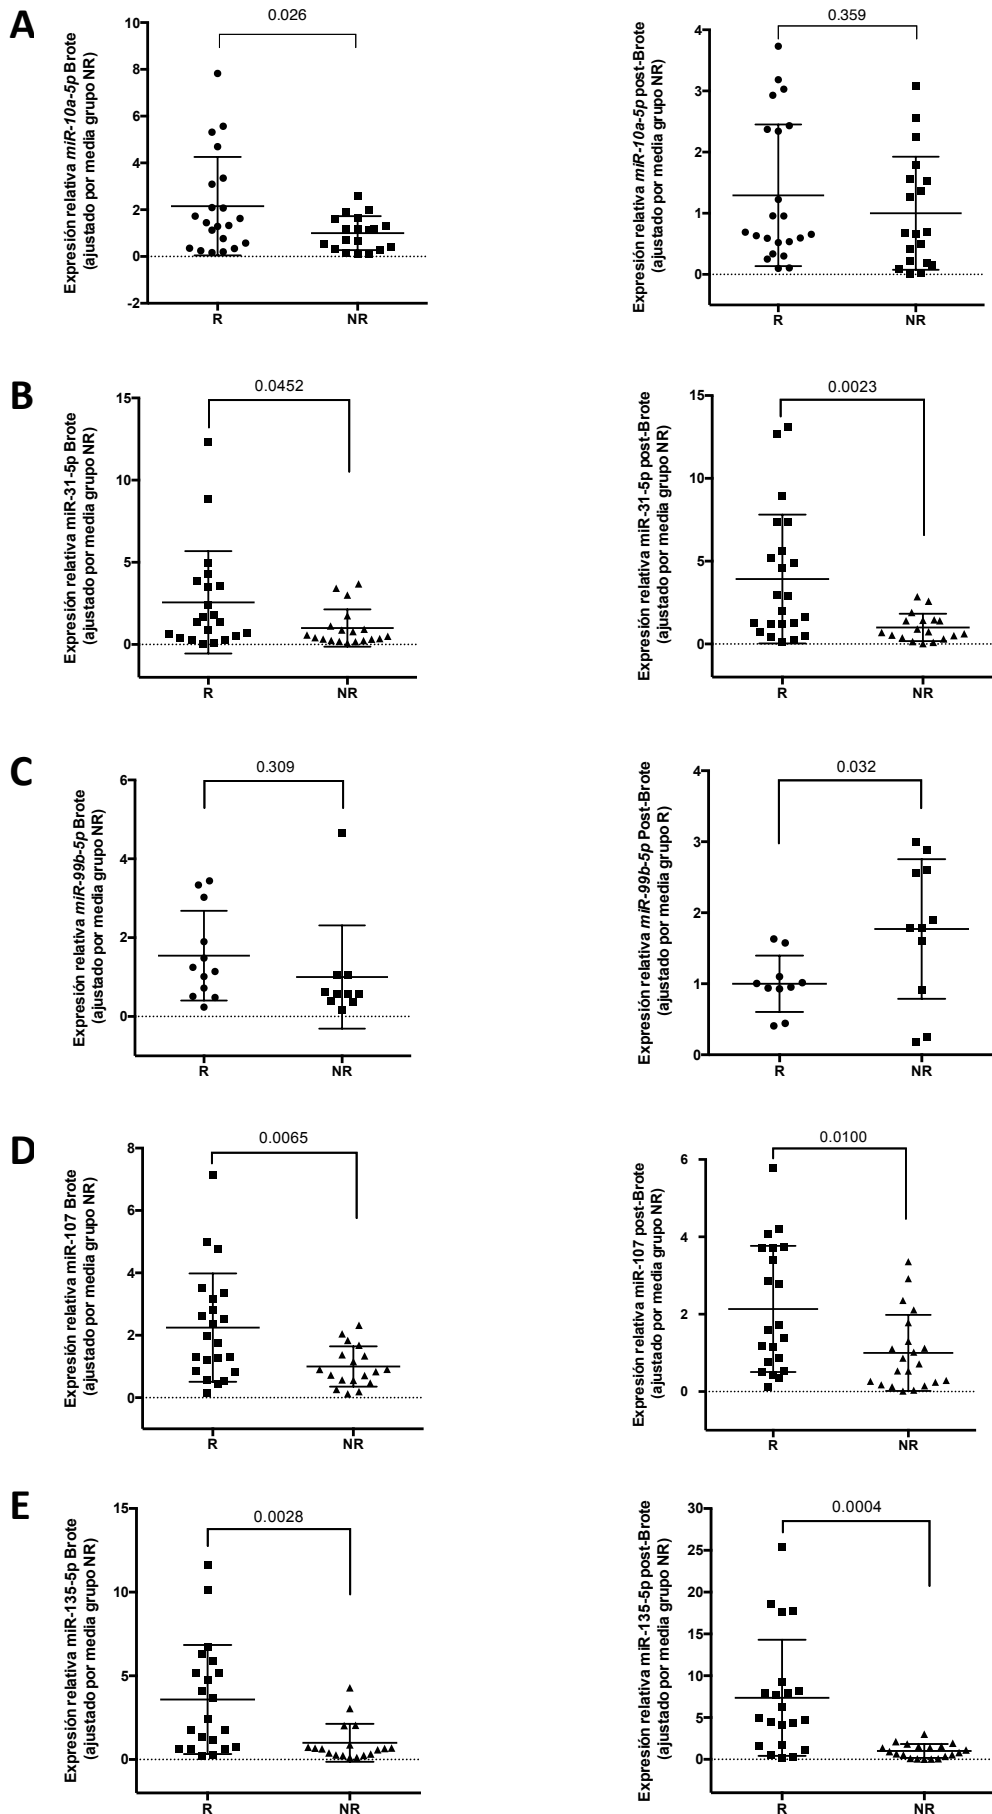 A
0.026
Expresión relativa miR-10a-5p Brote
(ajustado por media grupo NR)
10
8
6
4
2
0
-2
R
NR
0.359
Expresión relativa miR-10a-5p post-Brote
(ajustado por media grupo NR)
4
3
2
1
0
R
NR
B
0.0452
Expresión relativa miR-31-5p Brote
(ajustado por media grupo NR)
15
10
5
0
R
NR
0.0023
Expresión relativa miR-31-5p post-Brote
(ajustado por media grupo NR)
15
10
5
0
R
NR
C
0.309
Expresión relativa miR-99b-5p Brote
(ajustado por media grupo NR)
6
4
2
0
R
NR
0.032
Expresión relativa miR-99b-5p Post-Brote
(ajustado por media grupo R)
4
3
2
1
0
R
NR
D
0.0065
Expresión relativa miR-107 Brote
(ajustado por media grupo NR)
8
6
4
2
0
R
NR
0.0100
Expresión relativa miR-107 post-Brote
(ajustado por media grupo NR)
6
4
2
0
R
NR
E
0.0028
Expresión relativa miR-135-5p Brote
(ajustado por media grupo NR)
15
10
5
0
R
NR
0.0004
Expresión relativa miR-135-5p post-Brote
(ajustado por media grupo NR)
30
25
20
15
10
5
0
R
NR